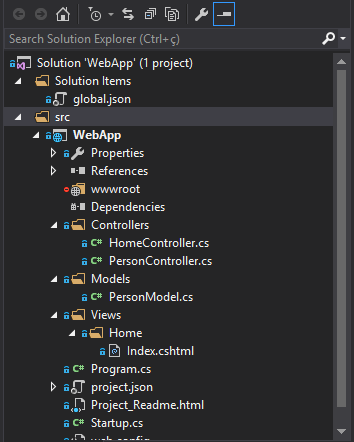 Search Solution Explorer (Ctrl+ç)
Solution 'WebApp' (1 project)
Solution Items
global.json
src
WebApp
Properties
References
wwwroot
Dependencies
Controllers
C# HomeController.cs
C# PersonController.cs
Models
C# PersonModel.cs
Views
Home
Index.cshtml
C# Program.cs
project.json
Project_Readme.html
C# Startup.cs
web.config